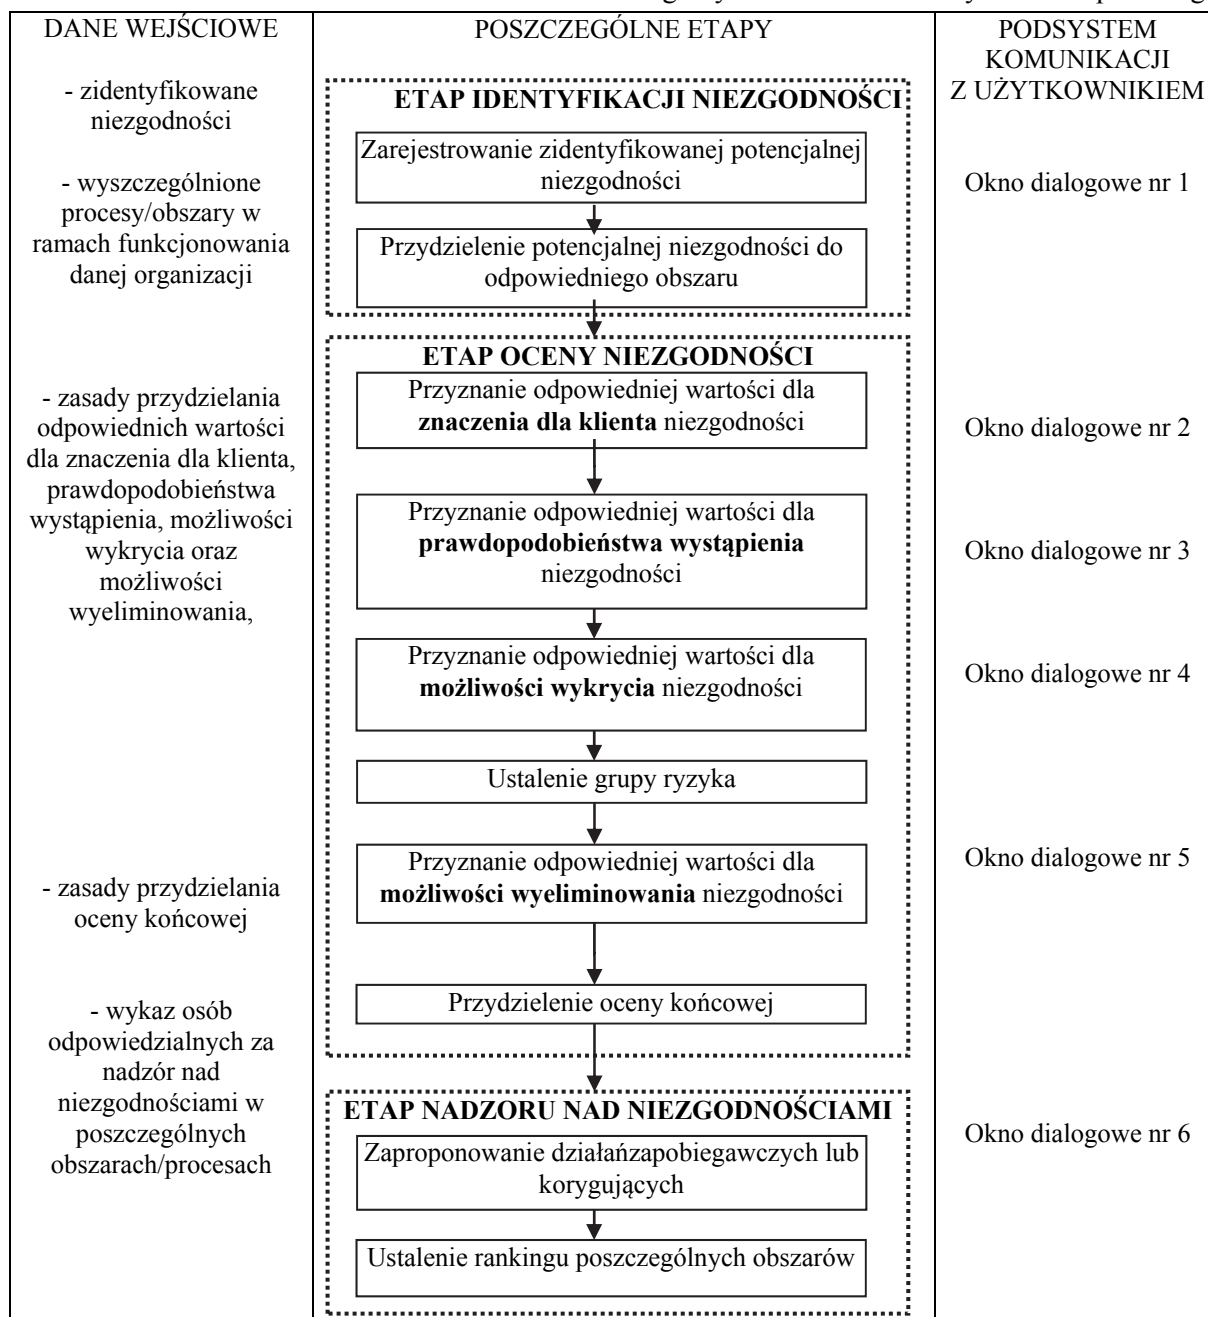 DANE WEJŚCIOWE
- zidentyfikowane
niezgodności
- wyszczególnione
procesy/obszary w
ramach funkcjonowania
danej organizacji
- zasady przydzielania
odpowiednich wartości
dla znaczenia dla klienta,
prawdopodobieństwa
wystąpienia, możliwości
wykrycia oraz
możliwości
wyeliminowania,
- zasady przydzielania
oceny końcowej
- wykaz osób
odpowiedzialnych za
nadzór nad
niezgodnościami w
poszczególnych
obszarach/procesach
POSZCZEGÓLNE ETAPY
ETAP IDENTYFIKACJI NIEZGODNOŚCI
Zarejestrowanie zidentyfikowanej potencjalnej
niezgodności
Przydzielenie potencjalnej niezgodności do
odpowiedniego obszaru
ETAP OCENY NIEZGODNOŚCI
Przyznanie odpowiedniej wartości dla
znaczenia dla klienta niezgodności
Przyznanie odpowiedniej wartości dla
prawdopodobieństwa wystąpienia
niezgodności
Przyznanie odpowiedniej wartości dla
możliwości wykrycia niezgodności
Ustalenie grupy ryzyka
Przyznanie odpowiedniej wartości dla
możliwości wyeliminowania niezgodności
Przydzielenie oceny końcowej
ETAP NADZORU NAD NIEZGODNOŚCIAMI
Zaproponowanie działańzapobiegawczych lub
korygujących
Ustalenie rankingu poszczególnych obszarów
PODSYSTEM
KOMUNIKACJI
Z UŻYTKOWNIKIEM
Okno dialogowe nr 1
Okno dialogowe nr 2
Okno dialogowe nr 3
Okno dialogowe nr 4
Okno dialogowe nr 5
Okno dialogowe nr 6